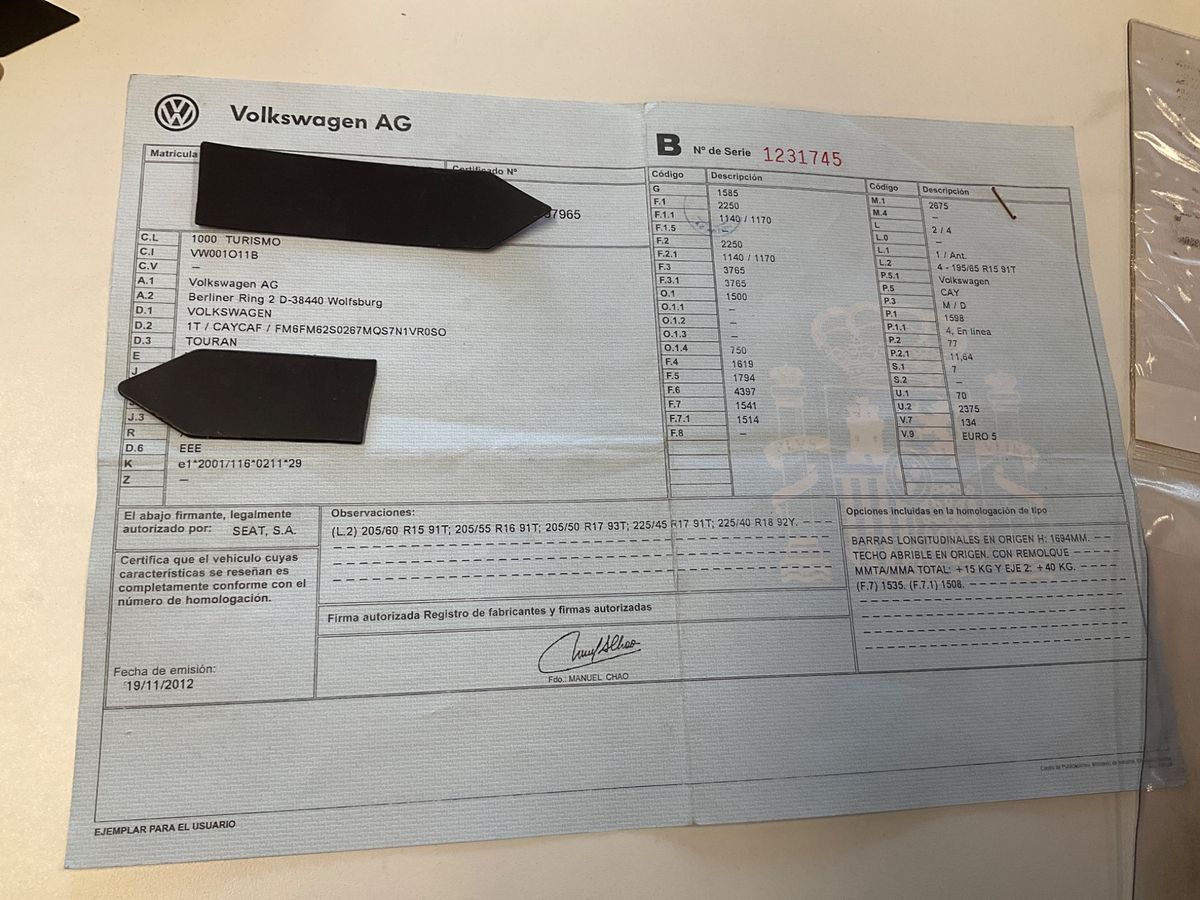 Volkswagen AG
B Nº de Serie 1231745
Matricula
Certificado Nº
37965
C.L 1000 TURISMO
C.I VW001O11B
C.V –
A.1 Volkswagen AG
A.2 Berliner Ring 2 D-38440 Wolfsburg
D.1 VOLKSWAGEN
D.2 1T / CAYCAF / FM6FM62S0267MQS7N1VR0SO
D.3 TOURAN
E
J
J.3
R
D.6 EEE
K e1*2001/116*0211*29
Z –
Código Descripción
G 1585
F.1 2250
F.1.1 1140 / 1170
F.1.5
F.2 2250
F.2.1 1140 / 1170
F.3 3765
F.3.1 3765
O.1 1500
O.1.1 –
O.1.2 –
O.1.3 –
O.1.4 750
F.4 1619
F.5 1794
F.6 4397
F.7 1541
F.7.1 1514
F.8 –
Código Descripción
M.1 2675
M.4 –
L 2 / 4
L.0 –
L.1 1 / Ant.
L.2 4 - 195/65 R15 91T
P.5.1 Volkswagen
P.5 CAY
P.3 M / D
P.1 1598
P.1.1 4, En linea
P.2 77
P.2.1 11,64
S.1 7
S.2 –
U.1 70
U.2 2375
V.7 134
V.9 EURO 5
El abajo firmante, legalmente
autorizado por: SEAT, S.A.
Certifica que el vehículo cuyas
características se reseñan es
completamente conforme con el
número de homologación.
Fecha de emisión:
19/11/2012
Observaciones:
(L.2) 205/60 R15 91T; 205/55 R16 91T; 205/50 R17 93T; 225/45 R17 91T; 225/40 R18 92Y. – – –
Firma autorizada Registro de fabricantes y firmas autorizadas
Fdo.: MANUEL CHAO
Opciones incluidas en la homologación de tipo
BARRAS LONGITUDINALES EN ORIGEN H: 1694MM.
TECHO ABRIBLE EN ORIGEN. CON REMOLQUE
MMTA/MMA TOTAL: +15 KG Y EJE 2: +40 KG.
(F.7) 1535. (F.7.1) 1508.
EJEMPLAR PARA EL USUARIO